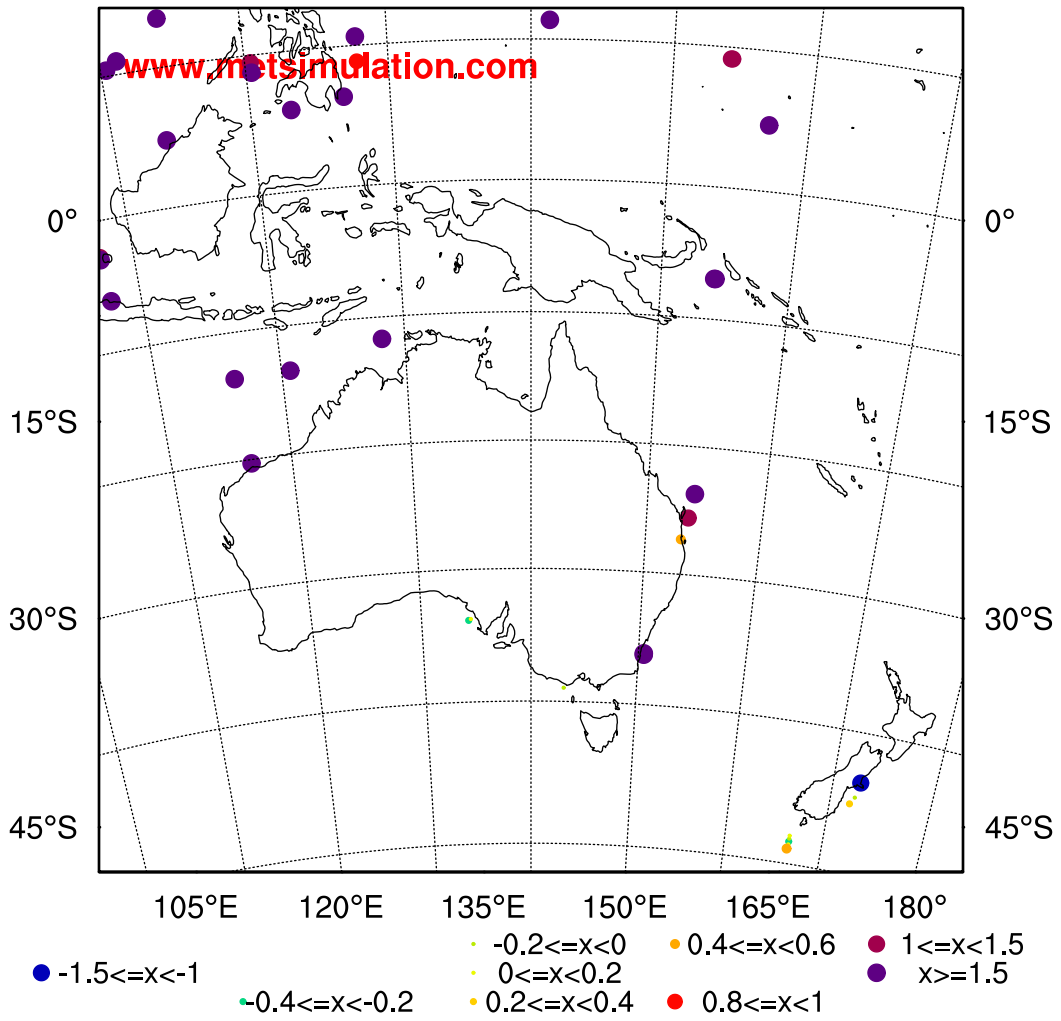 www.metsimulation.com
0° 0°
15°S 15°S
30°S 30°S
45°S 45°S
105°E 120°E 135°E 150°E 165°E 180°
-0.2<=x<0 0.4<=x<0.6 1<=x<1.5
-1.5<=x<-1 0<=x<0.2 x>=1.5
-0.4<=x<-0.2 0.2<=x<0.4 0.8<=x<1